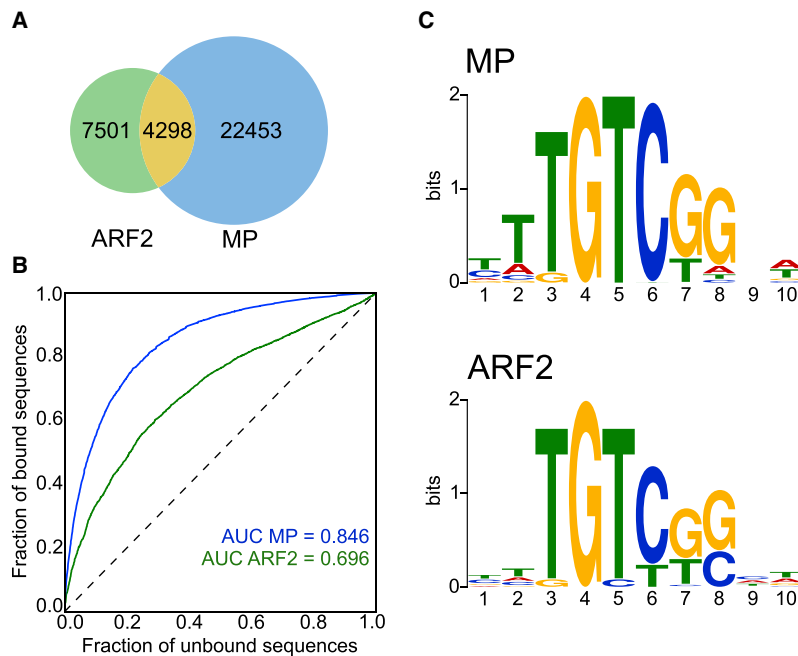 A
7501 4298 22453
ARF2 MP
B
1.0
0.8
0.6
0.4
0.2
0.0
0.0 0.2 0.4 0.6 0.8 1.0
Fraction of bound sequences
Fraction of unbound sequences
AUC MP = 0.846
AUC ARF2 = 0.696
C
MP
2
1
0
bits
TGTCGG
1 2 3 4 5 6 7 8 9 10
ARF2
2
1
0
bits
TGTCGG
1 2 3 4 5 6 7 8 9 10